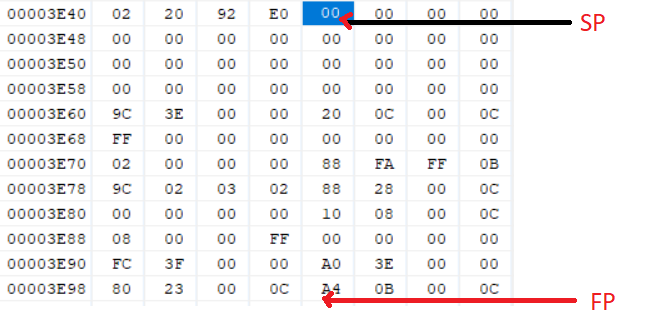 00003E40 02 20 92 E0 00 00 00 00 SP
00003E48 00 00 00 00 00 00 00 00
00003E50 00 00 00 00 00 00 00 00
00003E58 00 00 00 00 00 00 00 00
00003E60 9C 3E 00 00 20 0C 00 0C
00003E68 FF 00 00 00 00 00 00 00
00003E70 02 00 00 00 88 FA FF 0B
00003E78 9C 02 03 02 88 28 00 0C
00003E80 00 00 00 00 10 08 00 0C
00003E88 08 00 00 FF 00 00 00 00
00003E90 FC 3F 00 00 A0 3E 00 00
00003E98 80 23 00 0C A4 0B 00 0C FP